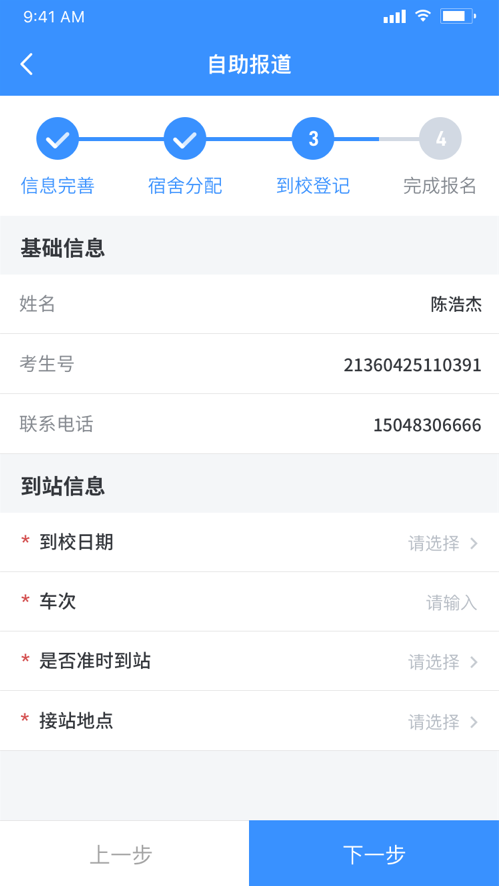 9:41 AM
自助报道
3
4
信息完善
宿舍分配
到校登记
完成报名
基础信息
姓名 陈浩杰
考生号 21360425110391
联系电话 15048306666
到站信息
* 到校日期 请选择
* 车次 请输入
* 是否准时到站 请选择
* 接站地点 请选择
上一步 下一步